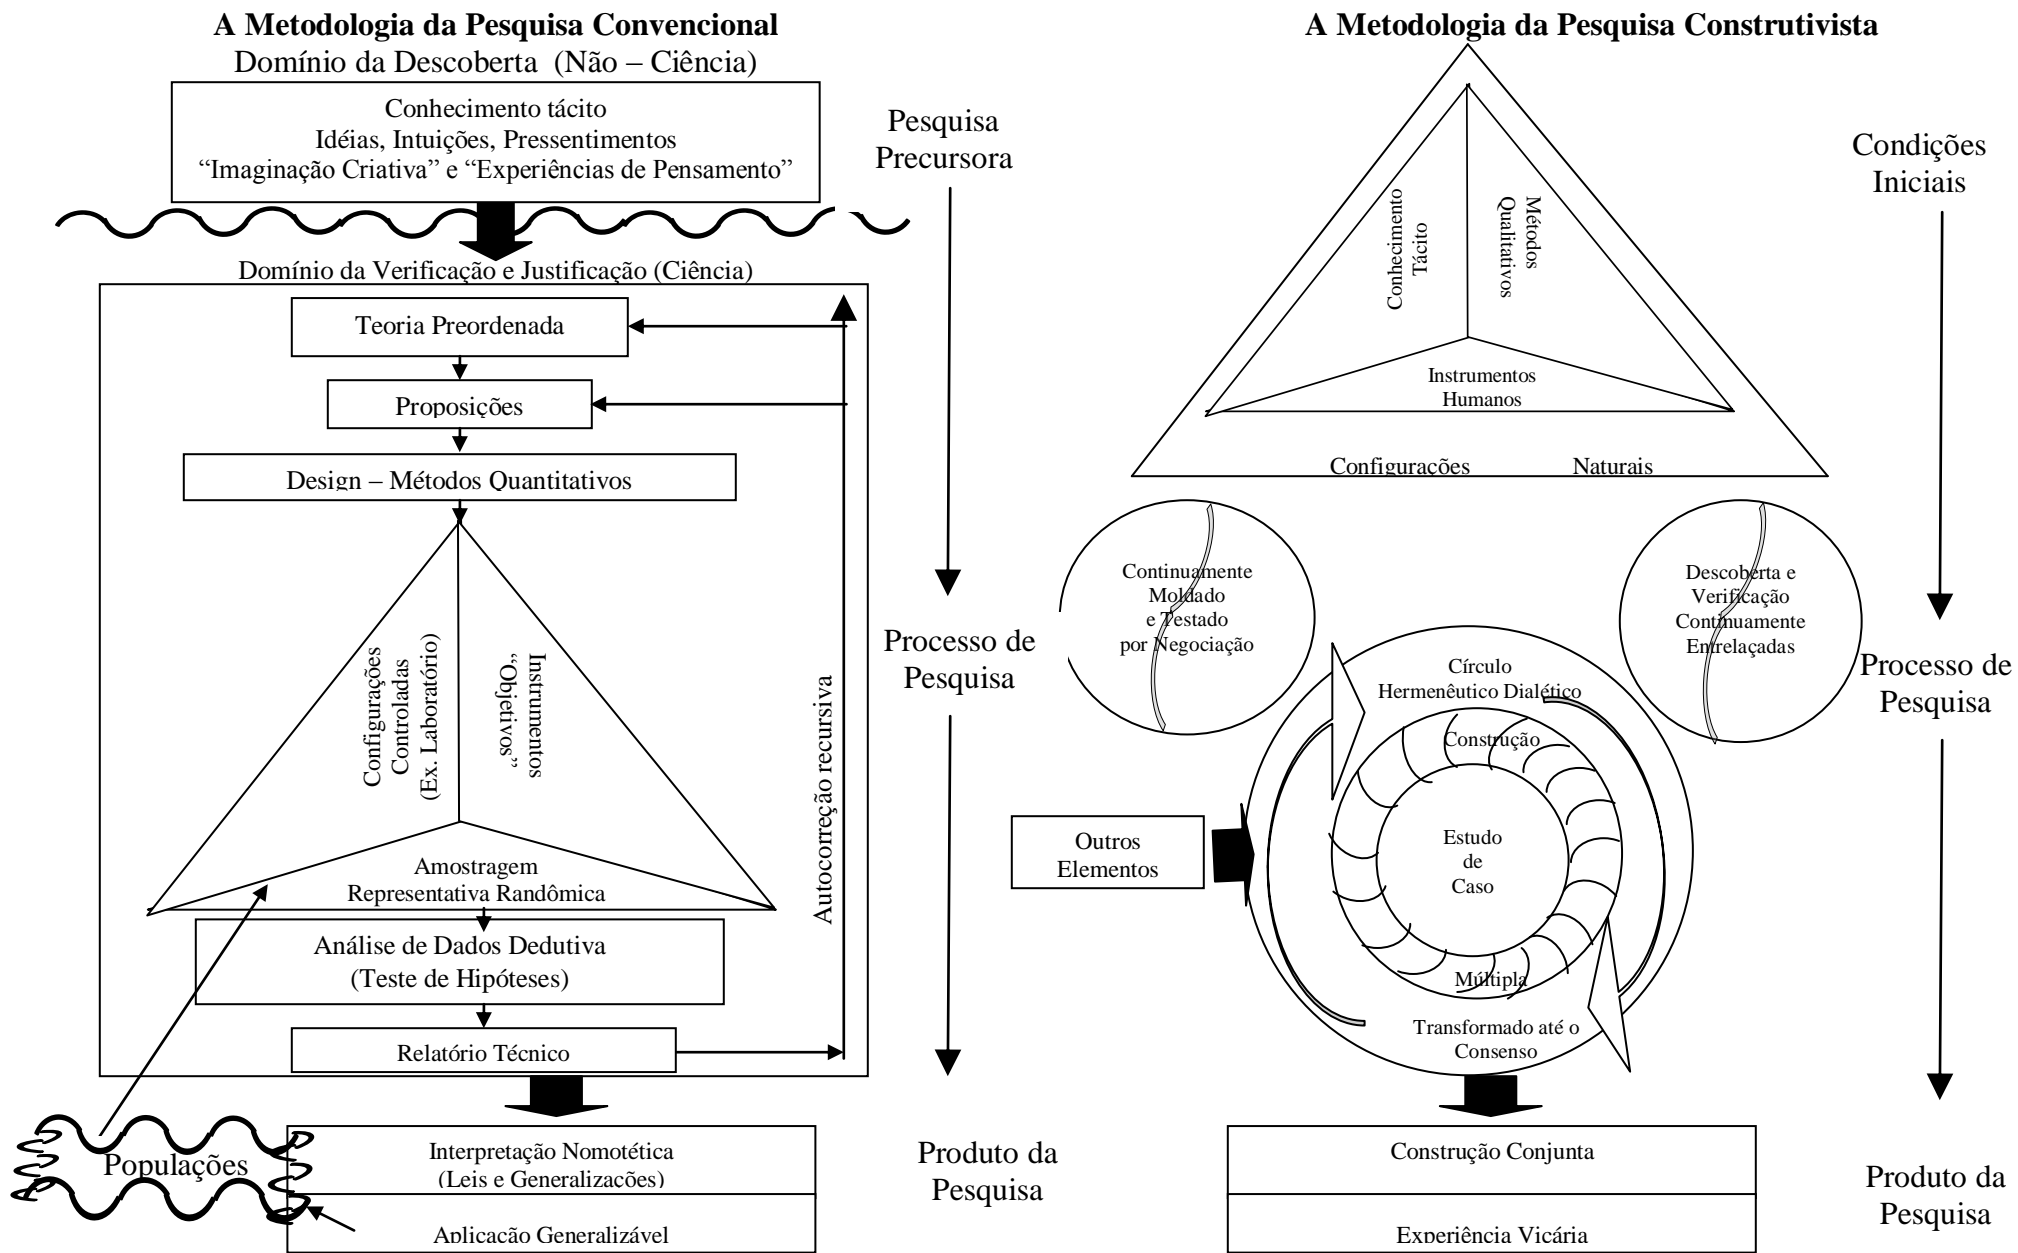 A Metodologia da Pesquisa Convencional
Domínio da Descoberta (Não – Ciência)
Conhecimento tácito
Idéias, Intuições, Pressentimentos
“Imaginação Criativa” e “Experiências de Pensamento”
Domínio da Verificação e Justificação (Ciência)
Teoria Preordenada
Proposições
Design – Métodos Quantitativos
Configurações
Controladas
(Ex. Laboratório)
Instrumentos
“Objetivos”
Amostragem
Representativa Randômica
Análise de Dados Dedutiva
(Teste de Hipóteses)
Relatório Técnico
Autocorreção recursiva
Populações
Interpretação Nomotética
(Leis e Generalizações)
Aplicação Generalizável
Pesquisa
Precursora
Processo de
Pesquisa
Produto da
Pesquisa
A Metodologia da Pesquisa Construtivista
Conhecimento
Tácito
Métodos
Qualitativos
Instrumentos
Humanos
Configurações Naturais
Continuamente
Moldado
e Testado
por Negociação
Descoberta e
Verificação
Continuamente
Entrelaçadas
Círculo
Hermenêutico Dialético
Construção
Estudo
de
Caso
Múltipla
Transformado até o
Consenso
Outros
Elementos
Construção Conjunta
Experiência Vicária
Condições
Iniciais
Processo de
Pesquisa
Produto da
Pesquisa